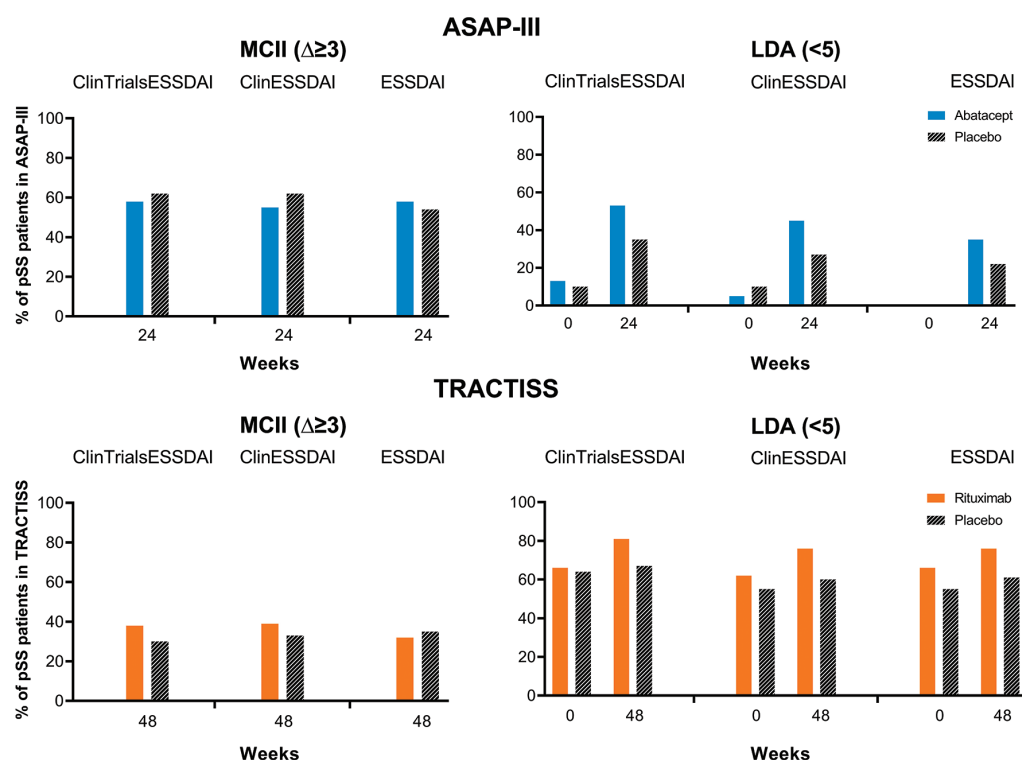 ASAP-III
MCII (Δ≥3)
LDA (<5)
ClinTrialsESSDAI
ClinESSDAI
ESSDAI
ClinTrialsESSDAI
ClinESSDAI
ESSDAI
% of pSS patients in ASAP-III
100
80
60
40
20
0
24
24
24
Weeks
100
80
60
40
20
0
0
24
0
24
0
24
Weeks
Abatacept
Placebo
TRACTISS
MCII (Δ≥3)
LDA (<5)
ClinTrialsESSDAI
ClinESSDAI
ESSDAI
ClinTrialsESSDAI
ClinESSDAI
ESSDAI
% of pSS patients in TRACTISS
100
80
60
40
20
0
48
48
48
Weeks
100
80
60
40
20
0
0
48
0
48
0
48
Weeks
Rituximab
Placebo